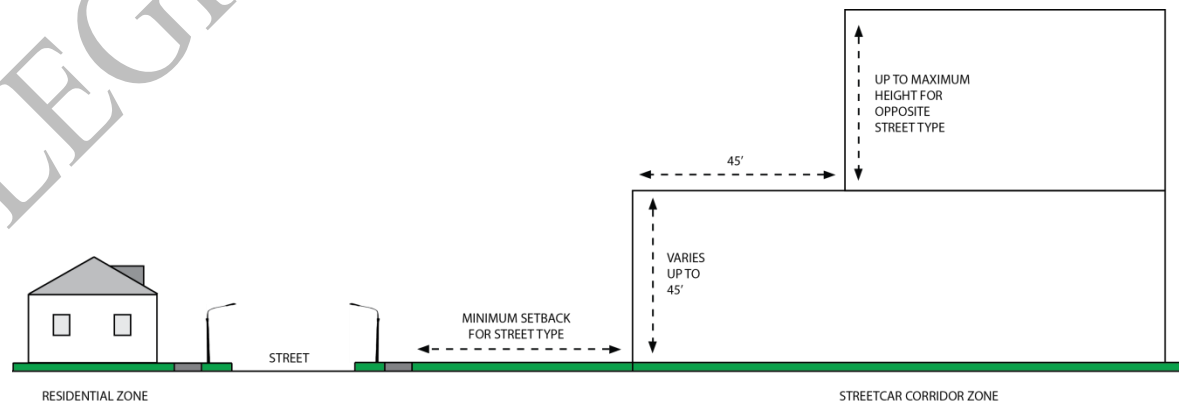 UP TO MAXIMUM
HEIGHT FOR
OPPOSITE
STREET TYPE
45'
VARIES
UP TO
45'
MINIMUM SETBACK
FOR STREET TYPE
STREET
RESIDENTIAL ZONE
STREETCAR CORRIDOR ZONE